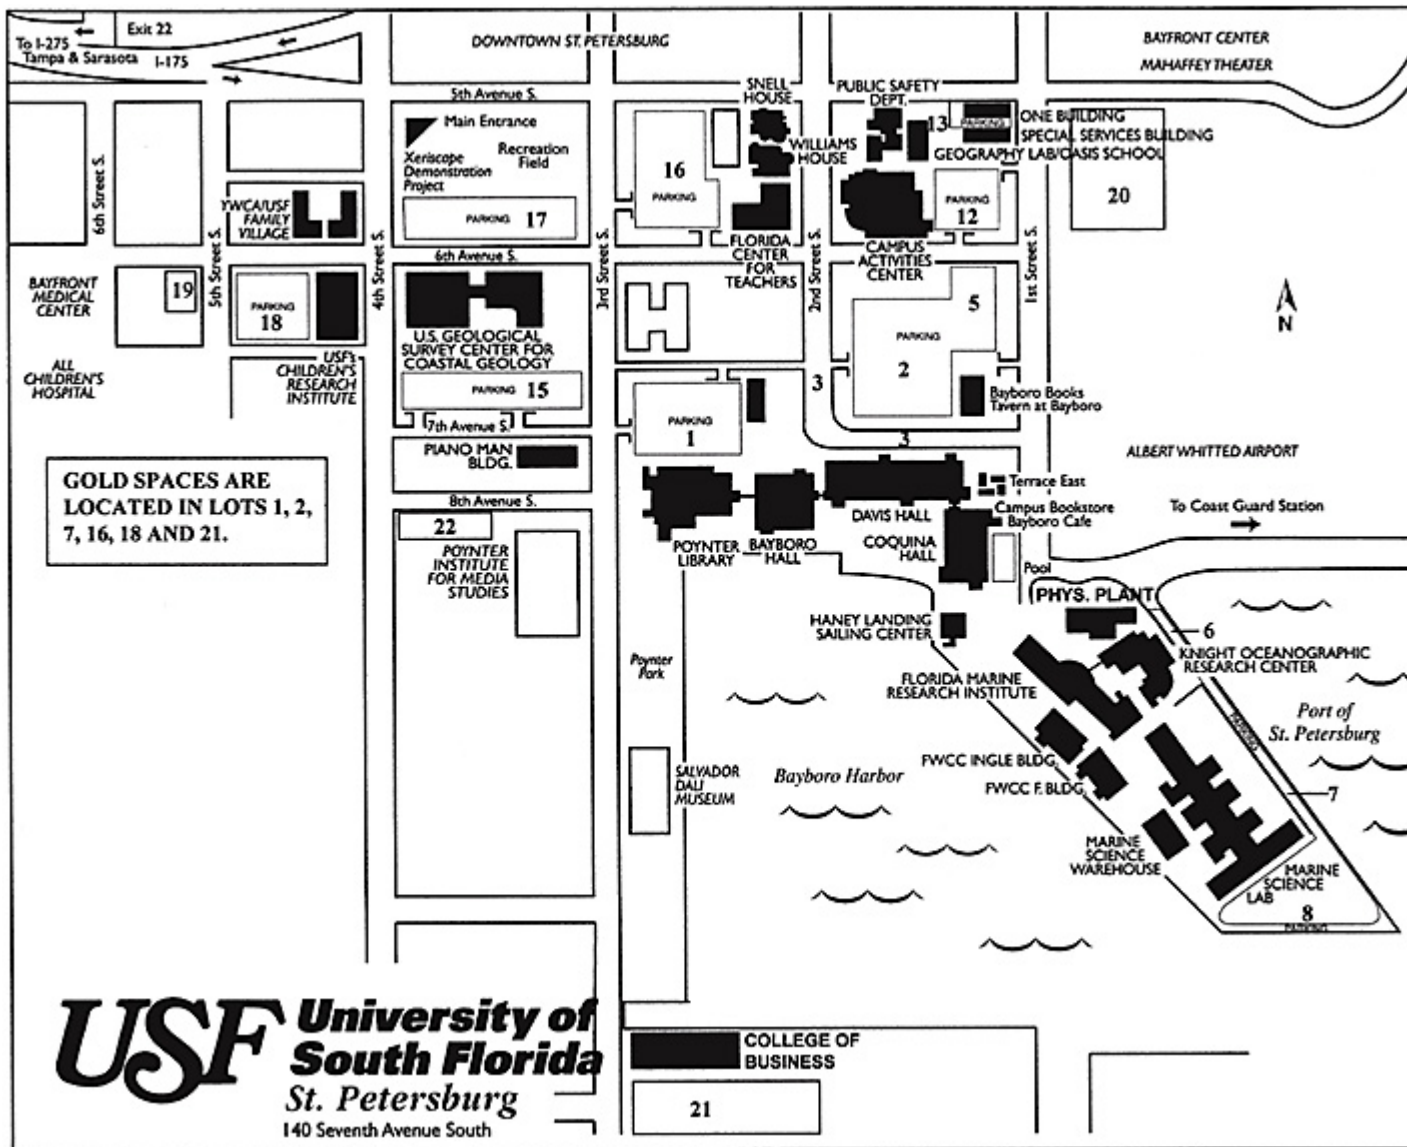 Exit 22
To I-275
Tampa & Sarasota
I-175
DOWNTOWN ST. PETERSBURG
BAYFRONT CENTER
MAHAFFEY THEATER
5th Avenue S.
SNELL
HOUSE
PUBLIC SAFETY
DEPT.
Main Entrance
Xeriscape
Demonstration
Project
Recreation
Field
16
PARKING
WILLIAMS
HOUSE
13
PARKING
ONE BUILDING
SPECIAL SERVICES BUILDING
GEOGRAPHY LAB/OASIS SCHOOL
6th Street S.
YWCA/USF
FAMILY
VILLAGE
PARKING 17
PARKING
12
20
5th Street S.
4th Street S.
3rd Street S.
2nd Street S.
1st Street S.
6th Avenue S.
FLORIDA
CENTER
FOR
TEACHERS
CAMPUS
ACTIVITIES
CENTER
BAYFRONT
MEDICAL
CENTER
19
PARKING
18
5
PARKING
2
N
U.S. GEOLOGICAL
SURVEY CENTER FOR
COASTAL GEOLOGY
ALL
CHILDREN'S
HOSPITAL
USF's
CHILDREN'S
RESEARCH
INSTITUTE
PARKING 15
3
Bayboro Books
Tavern at Bayboro
7th Avenue S.
PARKING
1
3
PIANO MAN
BLDG.
ALBERT WHITTED AIRPORT
GOLD SPACES ARE
LOCATED IN LOTS 1, 2,
7, 16, 18 AND 21.
8th Avenue S.
22
POYNTER
INSTITUTE
FOR MEDIA
STUDIES
POYNTER
LIBRARY
BAYBORO
HALL
DAVIS HALL
COQUINA
HALL
Terrace East
Campus Bookstore
Bayboro Cafe
To Coast Guard Station
Pool
PHYS. PLANT
HANEY LANDING
SAILING CENTER
6
KNIGHT OCEANOGRAPHIC
RESEARCH CENTER
Poynter
Park
FLORIDA MARINE
RESEARCH INSTITUTE
Port of
St. Petersburg
PARKING
FWCC INGLE BLDG.
FWCC F. BLDG.
Bayboro Harbor
SALVADOR
DALI
MUSEUM
7
MARINE
SCIENCE
WAREHOUSE
MARINE
SCIENCE
LAB
8
PARKING
USF University of
South Florida
St. Petersburg
140 Seventh Avenue South
COLLEGE OF
BUSINESS
21